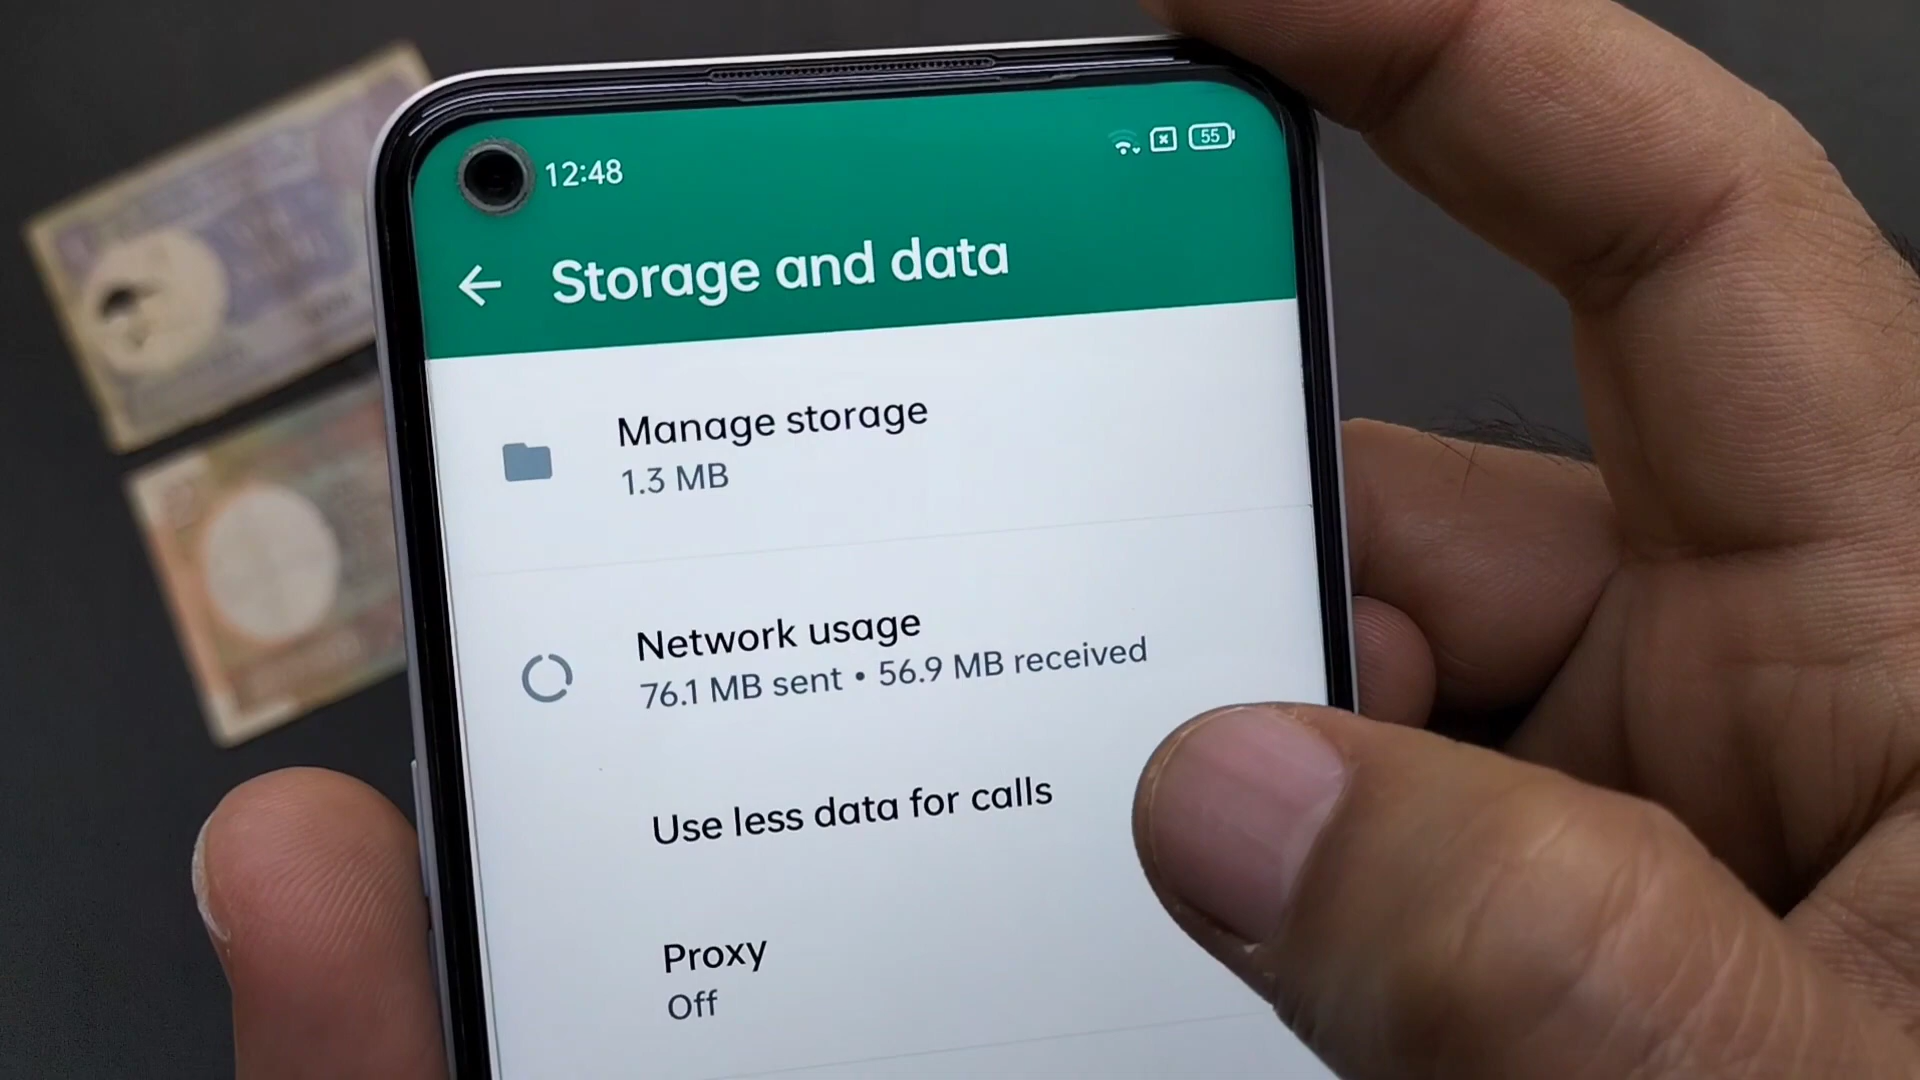 12:48
55
Storage and data
Manage storage
1.3 MB
Network usage
76.1 MB sent • 56.9 MB received
Use less data for calls
Proxy
Off